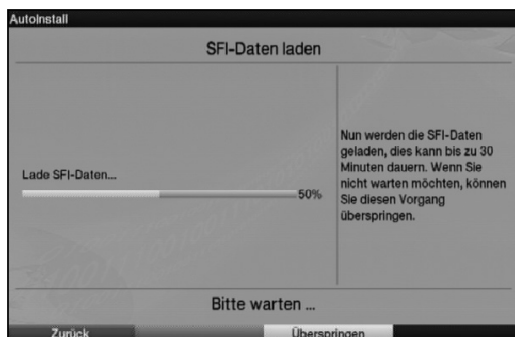 AutoInstall
SFI-Daten laden
Lade SFI-Daten...
50%
Nun werden die SFI-Daten
geladen, dies kann bis zu 30
Minuten dauern. Wenn Sie
nicht warten möchten, können
Sie diesen Vorgang
überspringen.
Bitte warten ...
Zurück
Überspringen